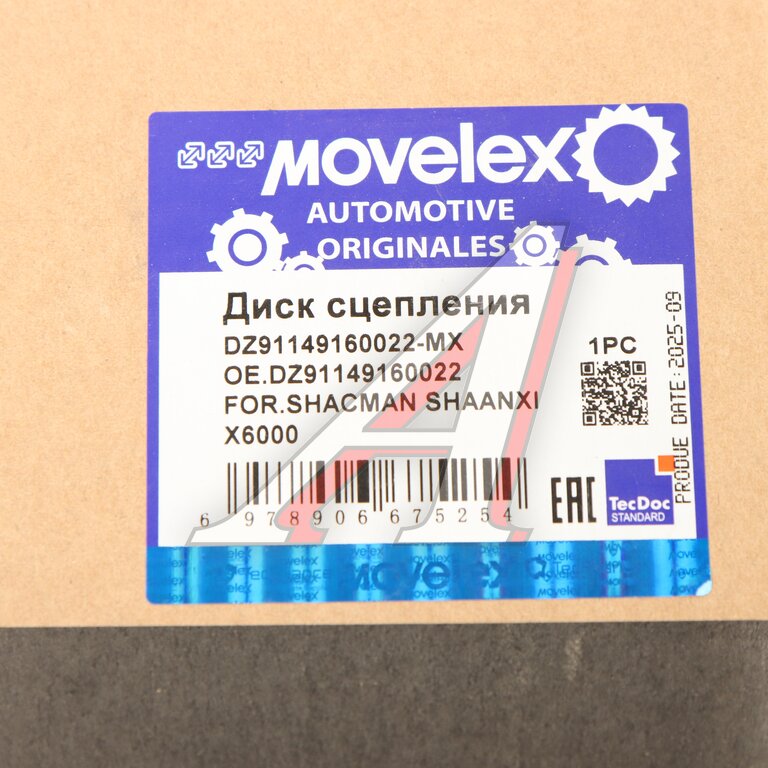 MOVelex
AUTOMOTIVE
ORIGINALES
Диск сцепления
DZ91149160022-MX
OE.DZ91149160022
FOR.SHACMAN SHAANXI
X6000
1PC
PRODUE DATE:2025-09
6 978906 675254
EAC
TecDoc
STANDARD
MOVelex